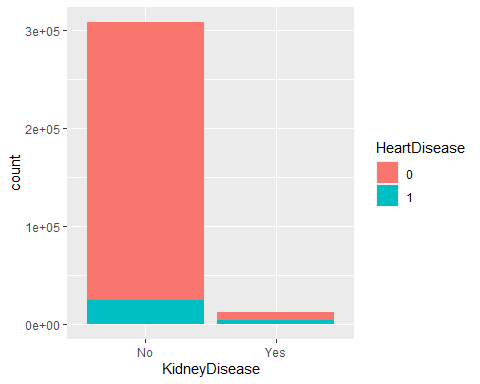 3e+05
2e+05
1e+05
0e+00
count
No Yes
KidneyDisease
HeartDisease
0
1